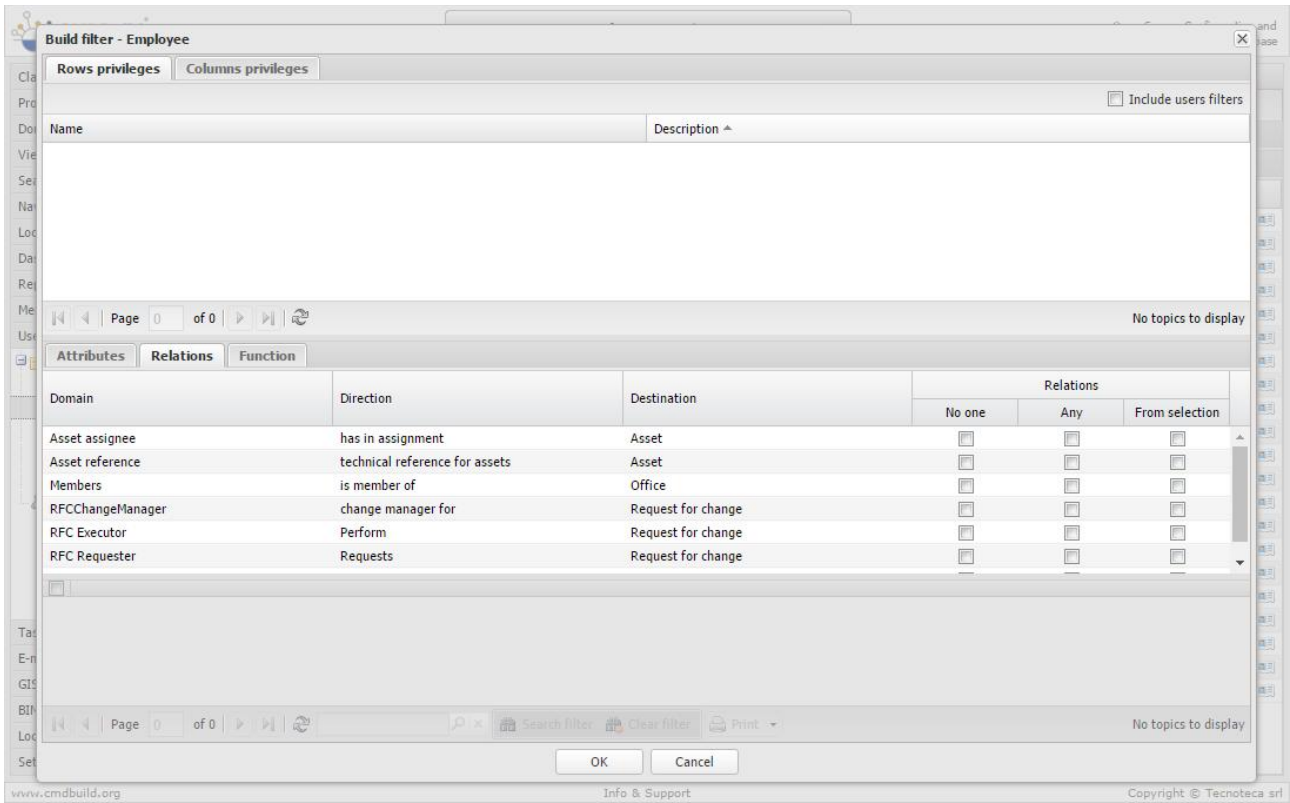 Build filter - Employee
Rows privileges Columns privileges
Include users filters
Name Description
Page 0 of 0 No topics to display
Attributes Relations Function
Domain Direction Destination Relations
No one Any From selection
Asset assignee has in assignment Asset
Asset reference technical reference for assets Asset
Members is member of Office
RFCChangeManager change manager for Request for change
RFC Executor Perform Request for change
RFC Requester Requests Request for change
Page 0 of 0 Search filter Clear filter Print No topics to display
OK Cancel
www.cmdbuild.org Info & Support Copyright © Tecnoteca srl